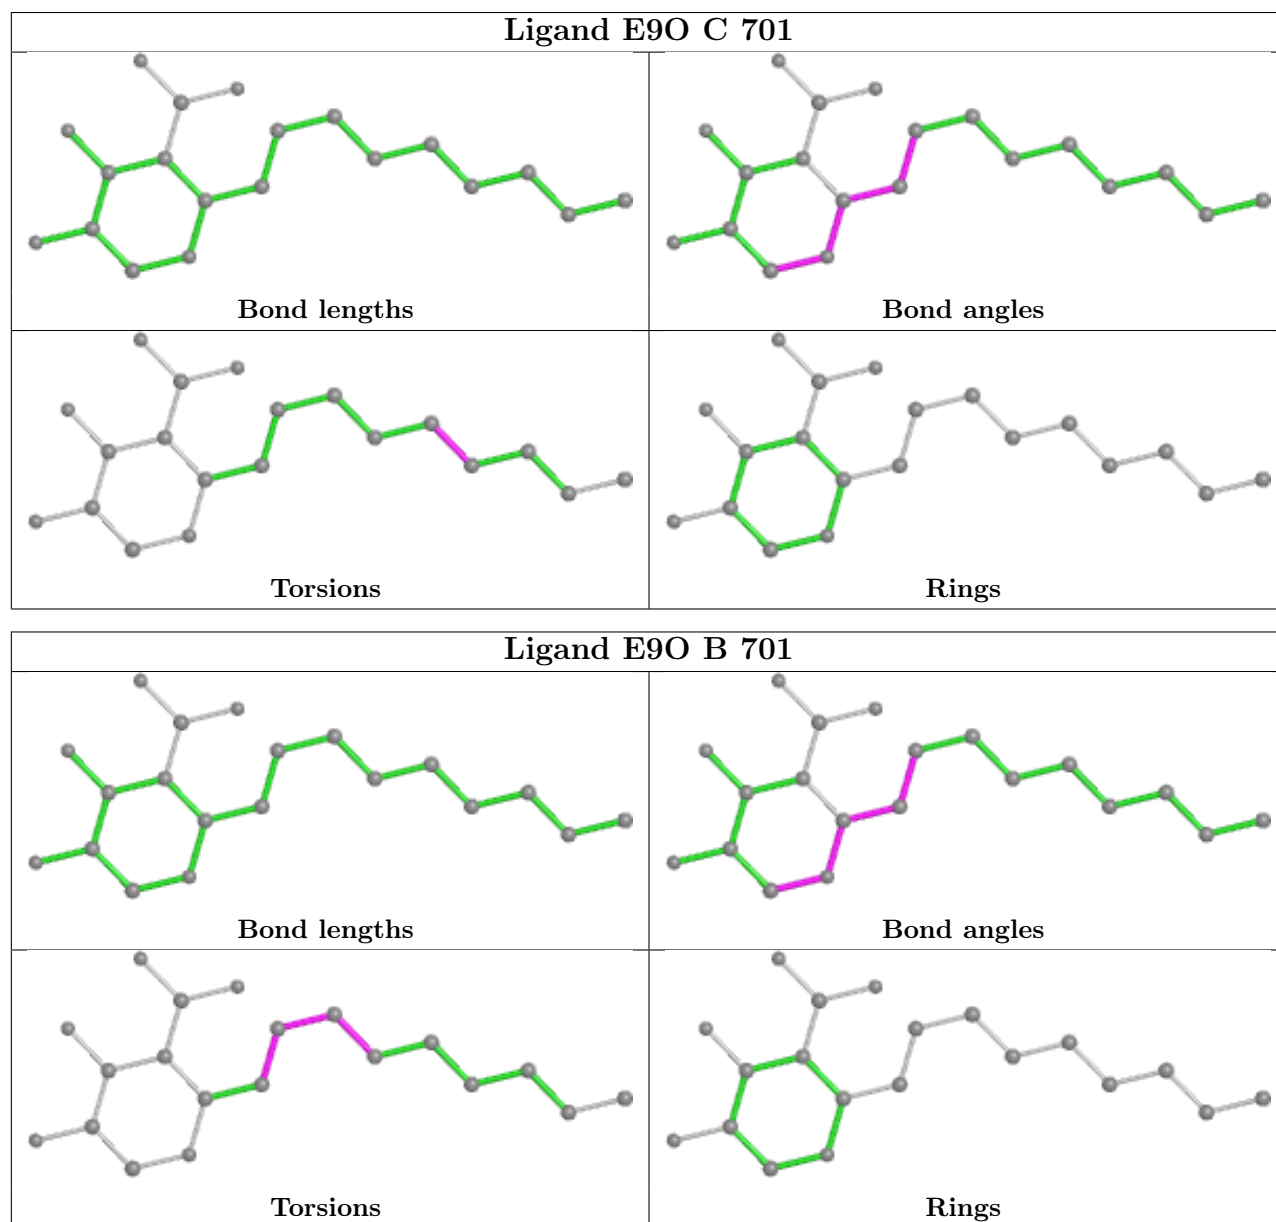 Ligand E9O C 701
Bond lengths
Bond angles
Torsions
Rings
Ligand E9O B 701
Bond lengths
Bond angles
Torsions
Rings